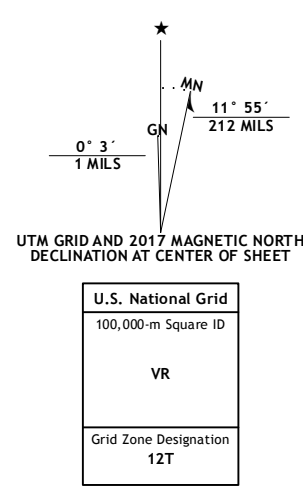 ★
MN
GN
11° 55´
212 MILS
0° 3´
1 MILS
UTM GRID AND 2017 MAGNETIC NORTH
DECLINATION AT CENTER OF SHEET
U.S. National Grid
100,000-m Square ID
VR
Grid Zone Designation
12T